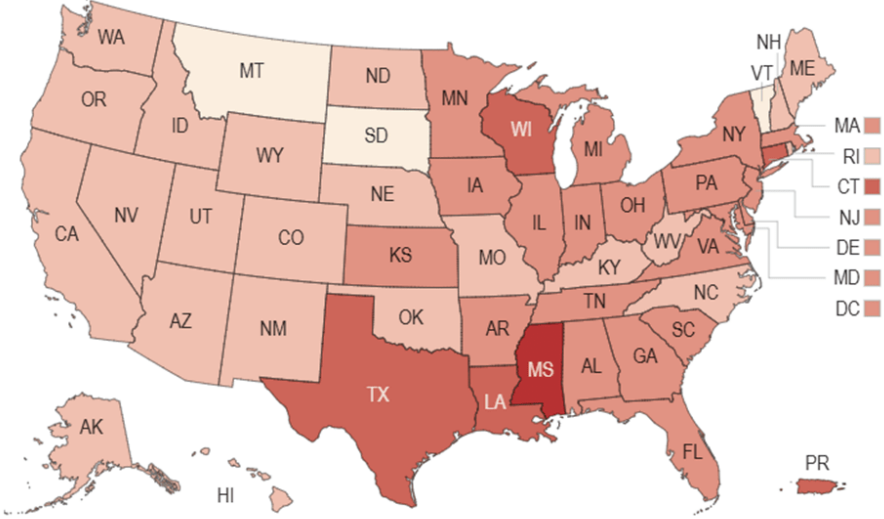 WA
OR
CA
NV
ID
MT
WY
UT
CO
AZ
NM
ND
SD
NE
KS
OK
TX
MN
IA
MO
AR
LA
WI
IL
MI
IN
OH
KY
TN
MS
AL
GA
FL
SC
NC
VA
WV
PA
NY
VT
NH
ME
MA
RI
CT
NJ
DE
MD
DC
AK
HI
PR